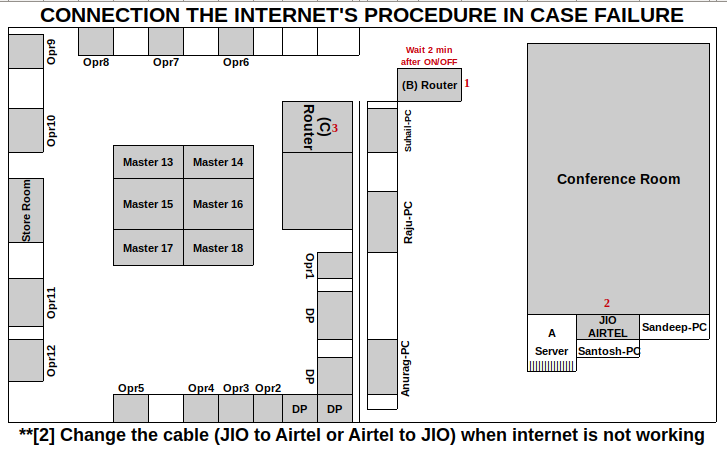 CONNECTION THE INTERNET'S PROCEDURE IN CASE FAILURE
Opr9
Opr8
Opr7
Opr6
Wait 2 min
after ON/OFF
(B) Router
1
Opr10
Router
(C)
3
Suhail-PC
Master 13
Master 14
Conference Room
Store Room
Master 15
Master 16
Raju-PC
Master 17
Master 18
Opr1
Opr11
DP
2
JIO
AIRTEL
Sandeep-PC
A
Server
Santosh-PC
Opr12
DP
Anurag-PC
Opr5
Opr4
Opr3
Opr2
DP
DP
**[2] Change the cable (JIO to Airtel or Airtel to JIO) when internet is not working